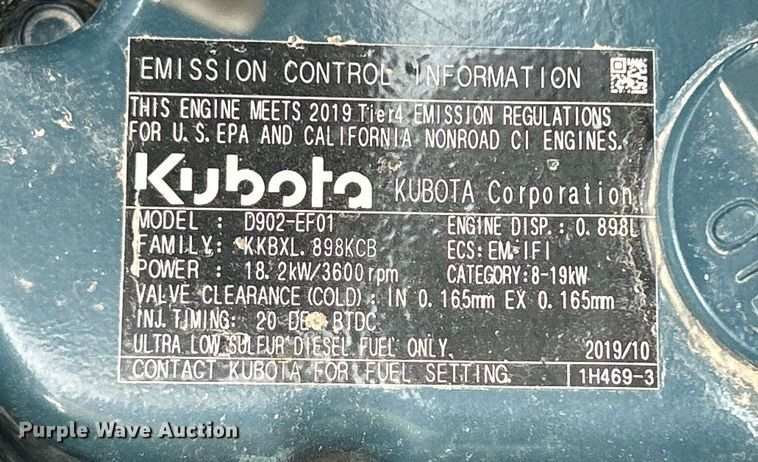 EMISSION CONTROL INFORMATION
THIS ENGINE MEETS 2019 Tier4 EMISSION REGULATIONS
FOR U.S.EPA AND CALIFORNIA NONROAD CI ENGINES.
Kubota KUBOTA Corporation
MODEL : D902-EF01 ENGINE DISP.: 0.898L
FAMILY: KKBXL.898KCB ECS: EM.IFI
POWER : 18.2kW/3600rpm CATEGORY:8-19kW
VALVE CLEARANCE(COLD): IN 0.165mm EX 0.165mm
INJ.TIMING: 20 DEG BTDC
ULTRA LOW SULFUR DIESEL FUEL ONLY. 2019/10
CONTACT KUBOTA FOR FUEL SETTING. 1H469-3
Purple Wave Auction